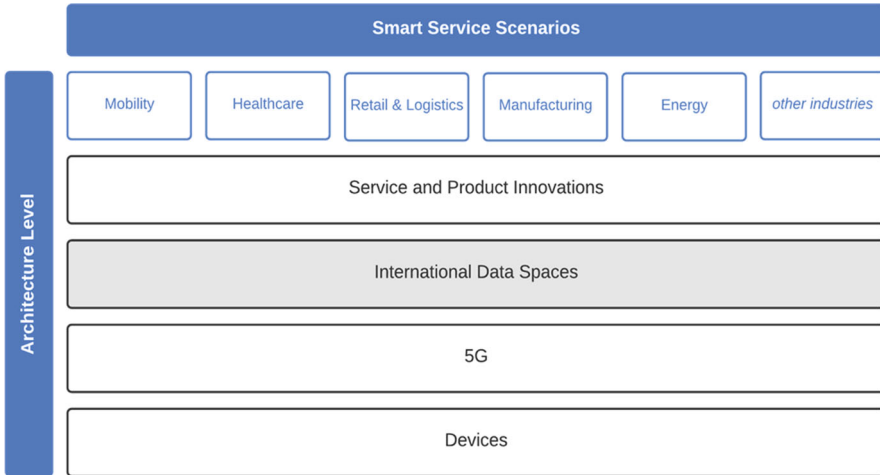 Smart Service Scenarios
Mobility
Healthcare
Retail & Logistics
Manufacturing
Energy
other industries
Architecture Level
Service and Product Innovations
International Data Spaces
5G
Devices